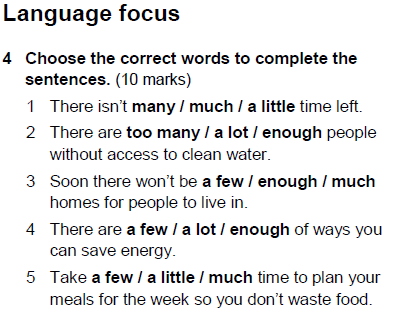 Language focus
4 Choose the correct words to complete the
sentences. (10 marks)
1 There isn't many / much / a little time left.
2 There are too many / a lot / enough people
without access to clean water.
3 Soon there won't be a few / enough / much
homes for people to live in.
4 There are a few / a lot / enough of ways you
can save energy.
5 Take a few / a little / much time to plan your
meals for the week so you don't waste food.